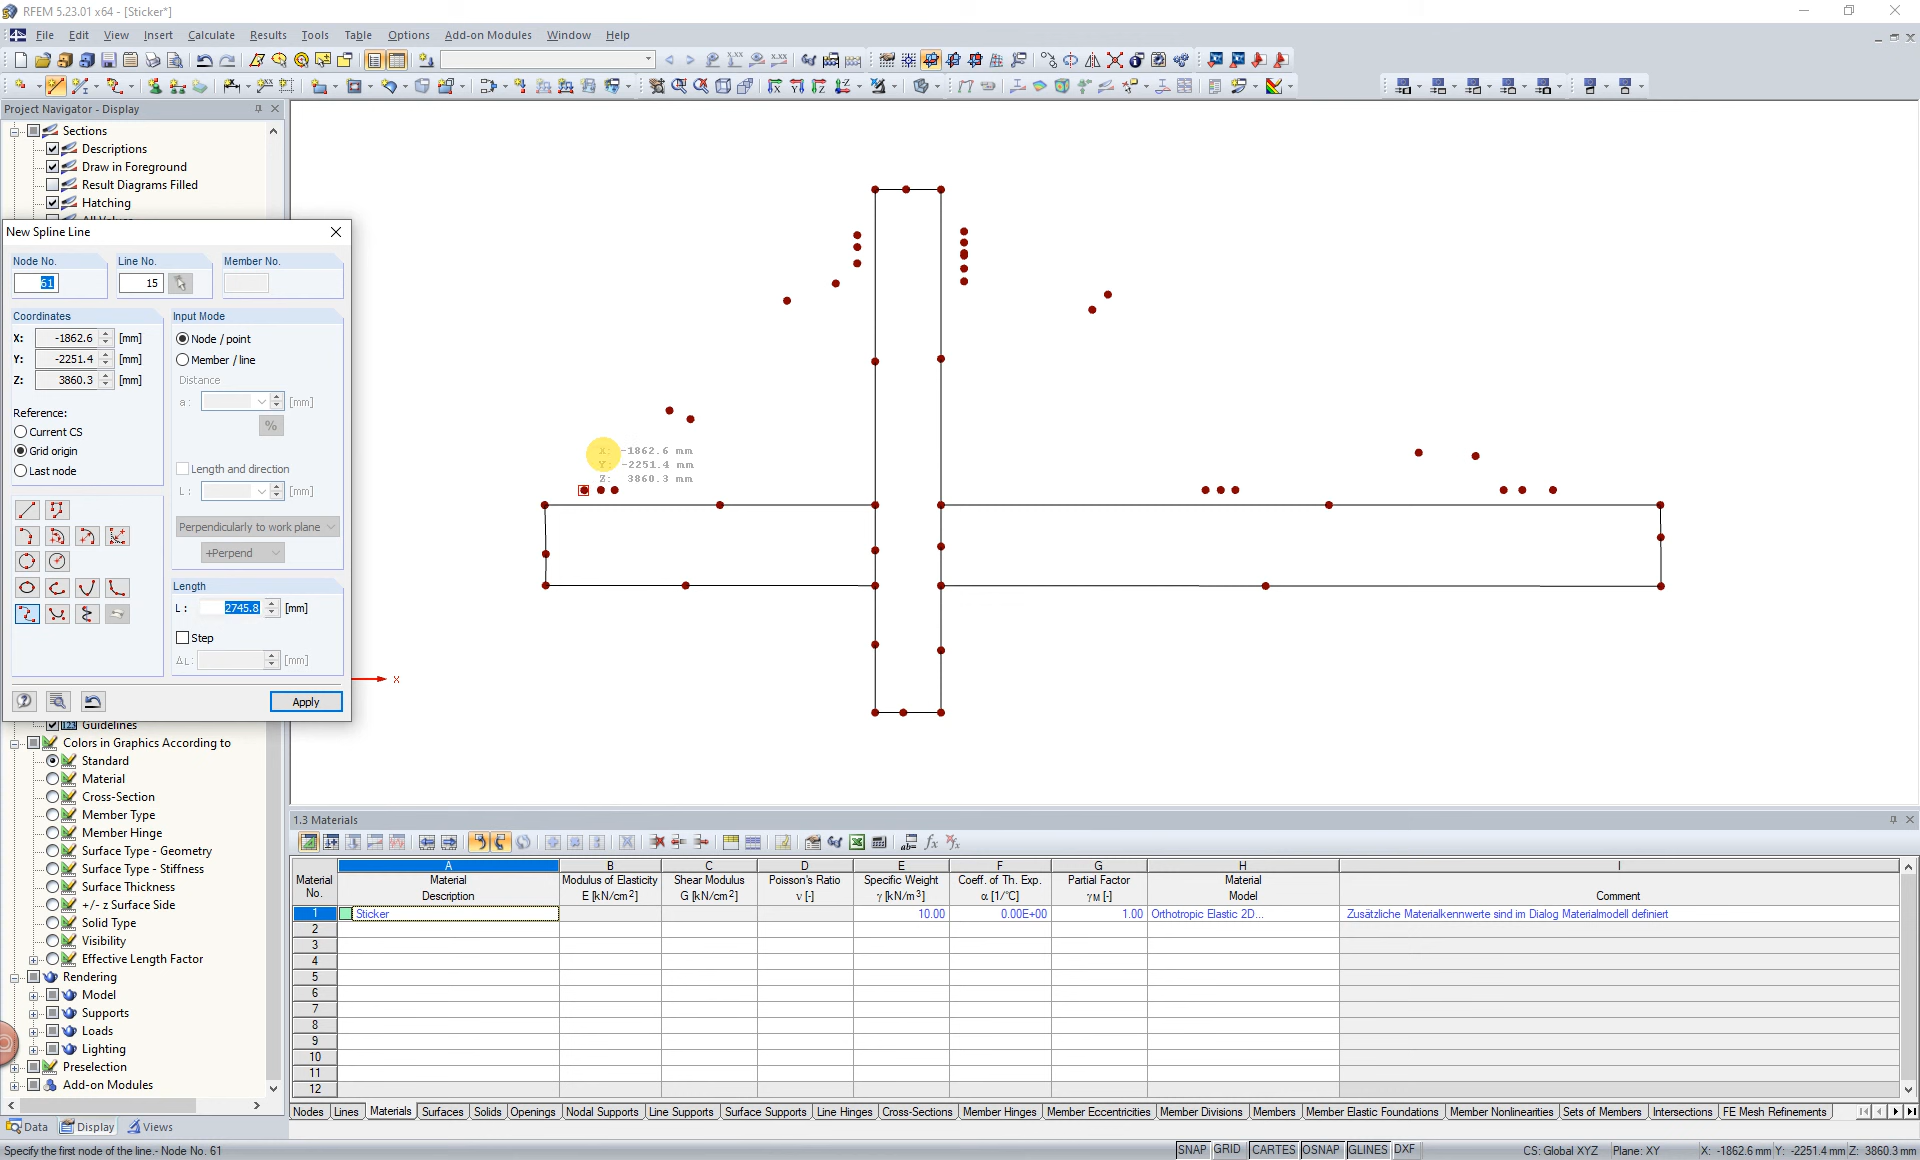 RFEM 5.23.01 x64 - [Sticker*]
File Edit View Insert Calculate Results Tools Table Options Add-on Modules Window Help
Project Navigator - Display
Sections
Descriptions
Draw in Foreground
Result Diagrams Filled
Hatching
New Spline Line
Node No.
Line No.
Member No.
61
15
Coordinates
Input Mode
X: -1862.6 [mm]
Y: -2251.4 [mm]
Z: 3860.3 [mm]
Node / point
Member / line
Distance
a: [mm]
%
Reference:
Current CS
Grid origin
Last node
Length and direction
L: [mm]
Perpendicularly to work plane
+Perpend
Length
L: 2745.8 [mm]
Step
ΔL: [mm]
Apply
X: -1862.6 mm
Y: -2251.4 mm
Z: 3860.3 mm
x
Guidelines
Colors in Graphics According to
Standard
Material
Cross-Section
Member Type
Member Hinge
Surface Type - Geometry
Surface Type - Stiffness
Surface Thickness
+/- z Surface Side
Solid Type
Visibility
Effective Length Factor
Rendering
Model
Supports
Loads
Lighting
Preselection
Add-on Modules
Data Display Views
1.3 Materials
A B C D E F G H I
Material No.
Material Description
Modulus of Elasticity E [kN/cm²]
Shear Modulus G [kN/cm²]
Poisson's Ratio ν [-]
Specific Weight γ [kN/m³]
Coeff. of Th. Exp. α [1/°C]
Partial Factor γM [-]
Material Model
Comment
1 Sticker 10.00 0.00E+00 1.00 Orthotropic Elastic 2D... Zusätzliche Materialkennwerte sind im Dialog Materialmodell definiert
2
3
4
5
6
7
8
9
10
11
12
Nodes Lines Materials Surfaces Solids Openings Nodal Supports Line Supports Surface Supports Line Hinges Cross-Sections Member Hinges Member Eccentricities Member Divisions Members Member Elastic Foundations Member Nonlinearities Sets of Members Intersections FE Mesh Refinements
Specify the first node of the line.- Node No. 61
SNAP GRID CARTES OSNAP GLINES DXF
CS: Global XYZ Plane: XY
X: -1862.6 mm Y: -2251.4 mm Z: 3860.3 mm